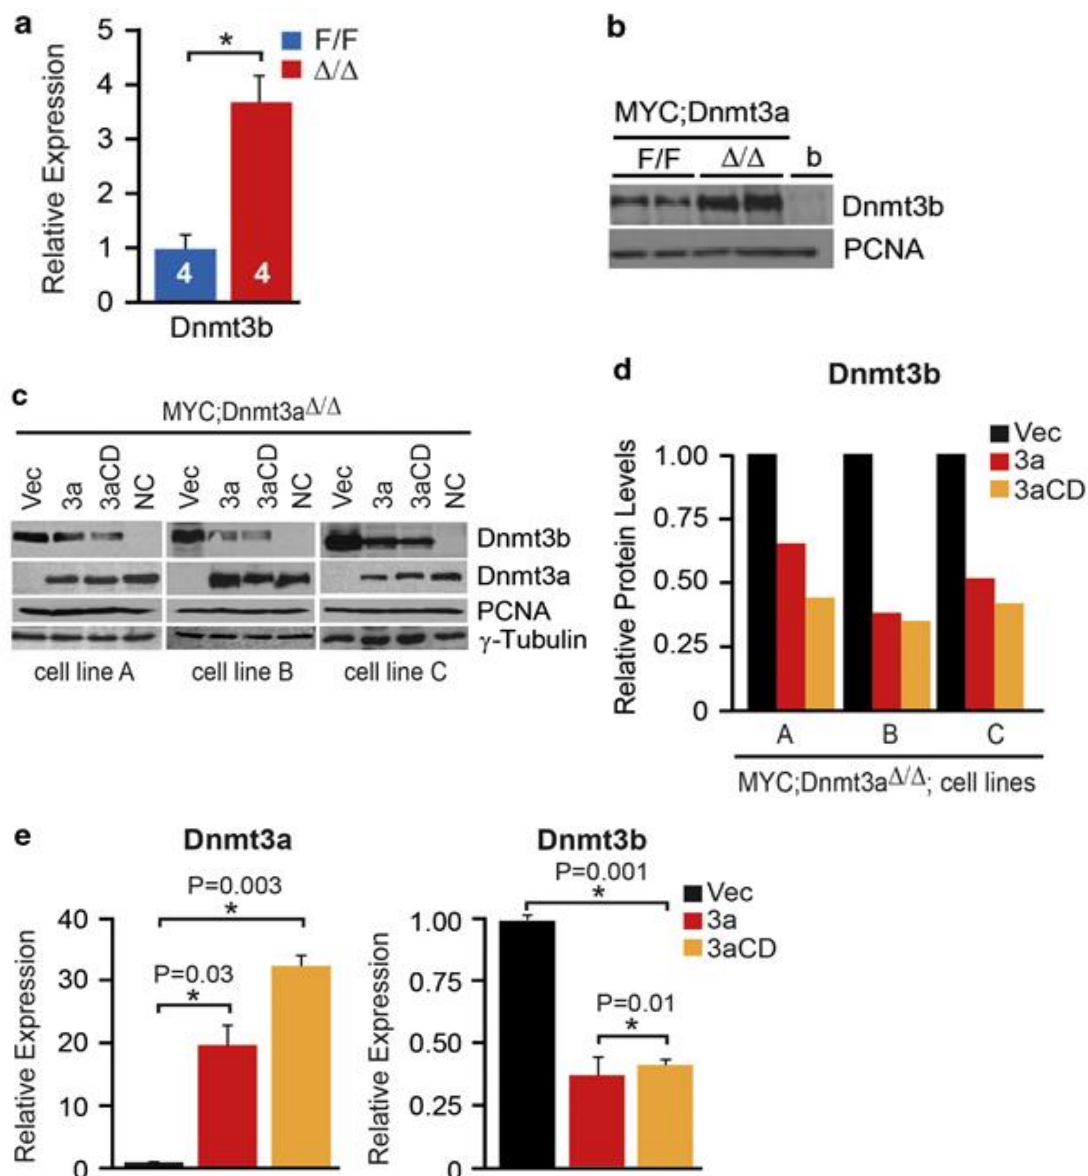 a
5
4
3
2
1
0
Relative Expression
*
F/F
Δ/Δ
4
4
Dnmt3b
b
MYC;Dnmt3a
F/F Δ/Δ b
Dnmt3b
PCNA
c
MYC;Dnmt3aΔ/Δ
Vec 3a 3aCD NC Vec 3a 3aCD NC Vec 3a 3aCD NC
Dnmt3b
Dnmt3a
PCNA
γ-Tubulin
cell line A cell line B cell line C
d
Dnmt3b
Vec
3a
3aCD
Relative Protein Levels
1.00
0.75
0.50
0.25
0
A B C
MYC;Dnmt3aΔ/Δ; cell lines
e
Dnmt3a
P=0.003
*
P=0.03
*
Relative Expression
40
30
20
10
0
Dnmt3b
P=0.001
*
P=0.01
*
Vec
3a
3aCD
Relative Expression
1.00
0.75
0.50
0.25
0